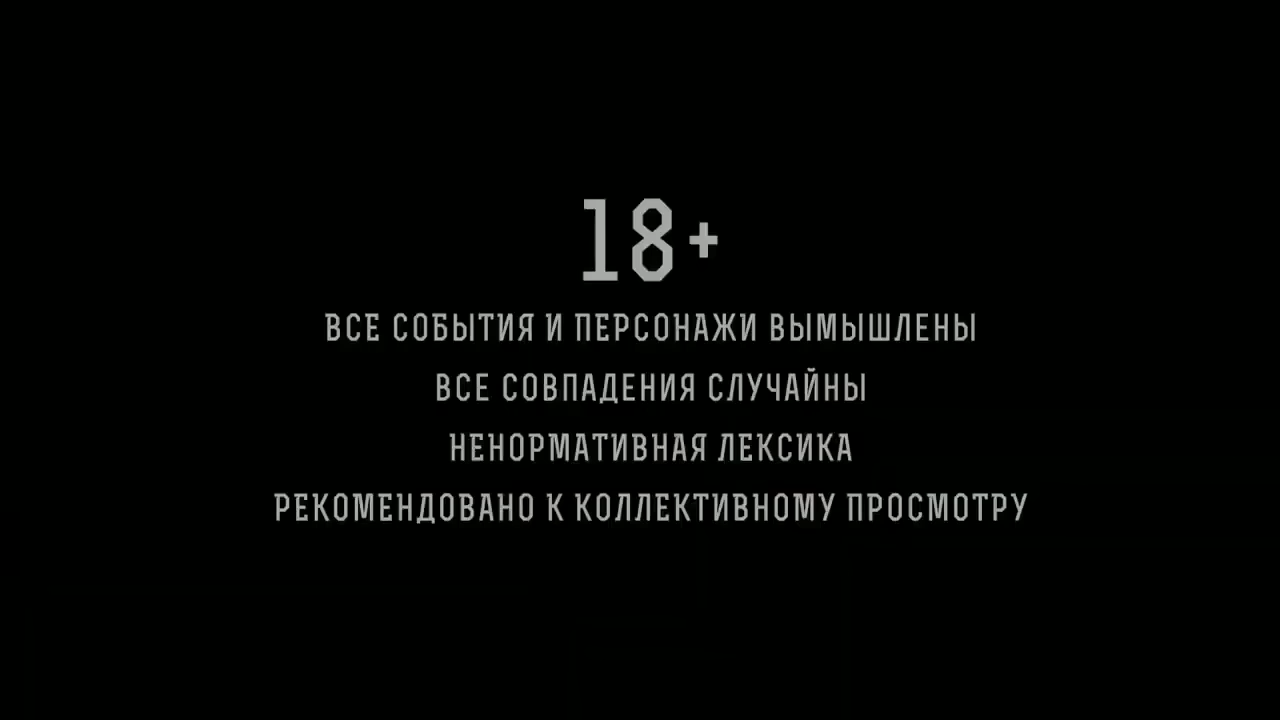 18+
ВСЕ СОБЫТИЯ И ПЕРСОНАЖИ ВЫМЫШЛЕНЫ
ВСЕ СОВПАДЕНИЯ СЛУЧАЙНЫ
НЕНОРМАТИВНАЯ ЛЕКСИКА
РЕКОМЕНДОВАНО К КОЛЛЕКТИВНОМУ ПРОСМОТРУ